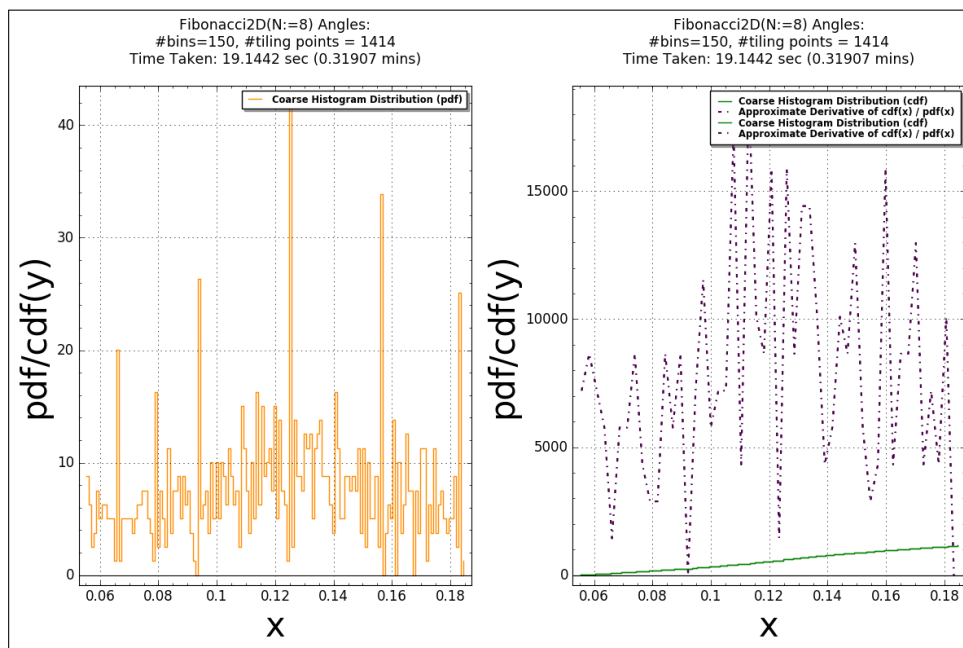 Fibonacci2D(N:=8) Angles:
#bins=150, #tiling points = 1414
Time Taken: 19.1442 sec (0.31907 mins)
Coarse Histogram Distribution (pdf)
pdf/cdf(y)
40
30
20
10
0
0.06
0.08
0.1
0.12
0.14
0.16
0.18
x
Fibonacci2D(N:=8) Angles:
#bins=150, #tiling points = 1414
Time Taken: 19.1442 sec (0.31907 mins)
Coarse Histogram Distribution (cdf)
Approximate Derivative of cdf(x) / pdf(x)
Coarse Histogram Distribution (cdf)
Approximate Derivative of cdf(x) / pdf(x)
pdf/cdf(y)
15000
10000
5000
0
0.06
0.08
0.1
0.12
0.14
0.16
0.18
x